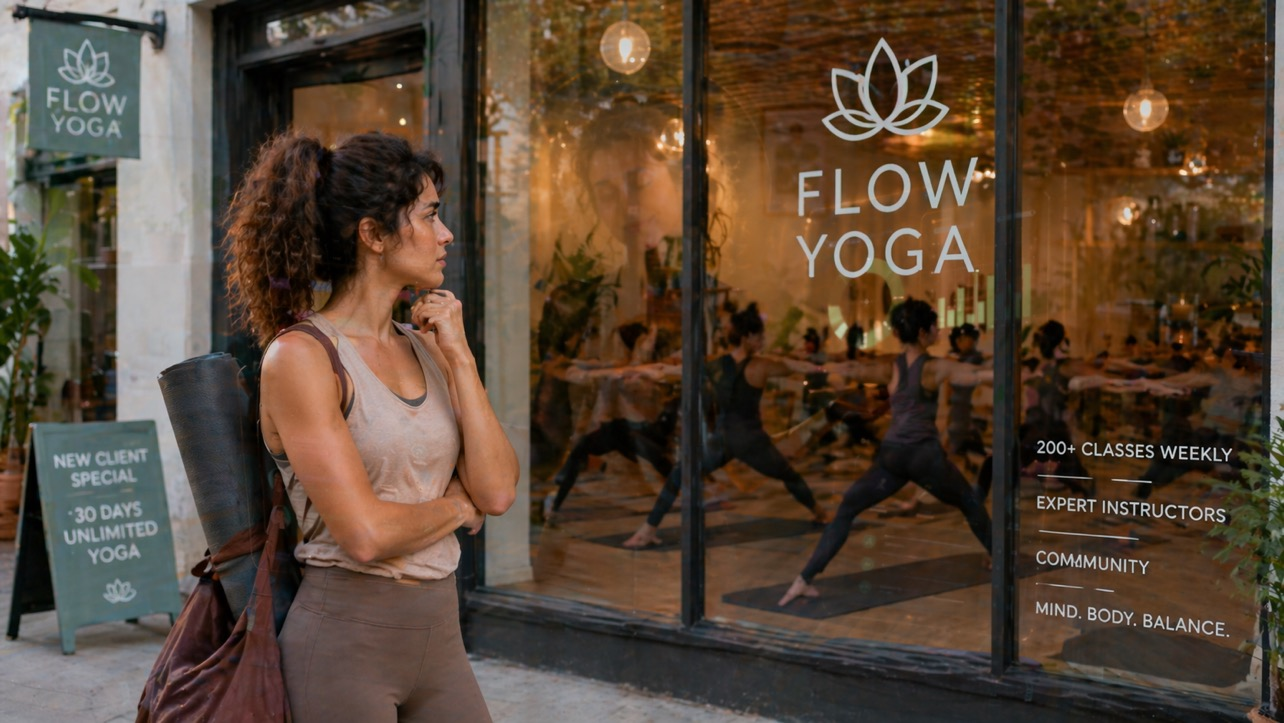 FLOW
YOGA
NEW CLIENT
SPECIAL
30 DAYS
UNLIMITED
YOGA
FLOW
YOGA
200+ CLASSES WEEKLY
EXPERT INSTRUCTORS
COMMUNITY
MIND. BODY. BALANCE.